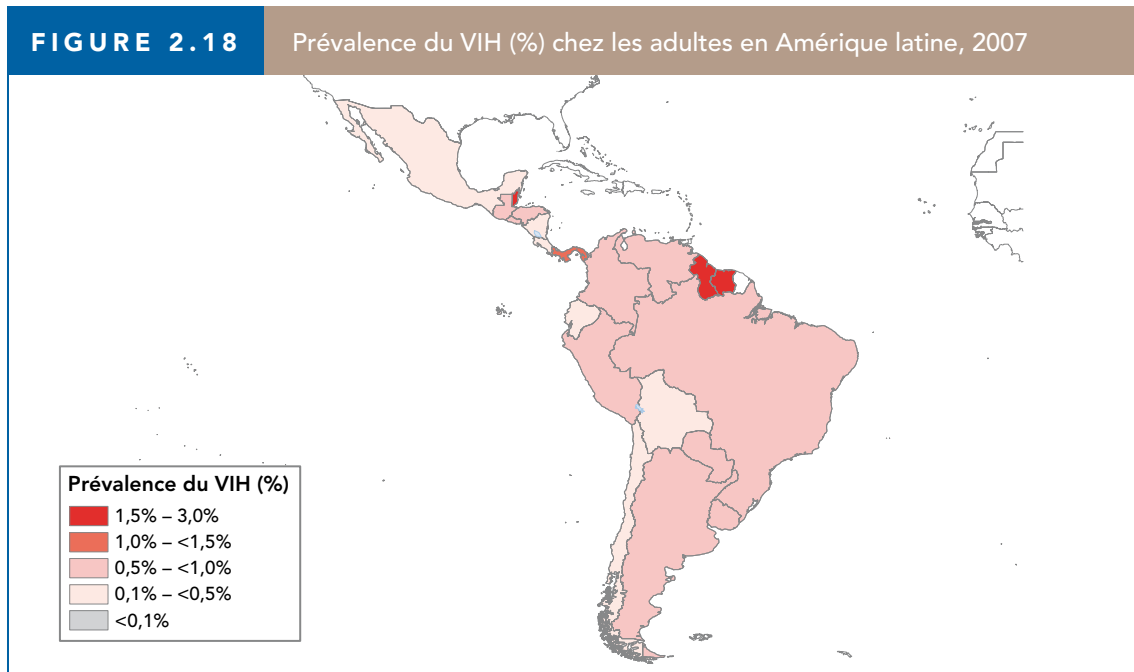 FIGURE 2.18
Prévalence du VIH (%) chez les adultes en Amérique latine, 2007
Prévalence du VIH (%)
1,5% – 3,0%
1,0% – <1,5%
0,5% – <1,0%
0,1% – <0,5%
<0,1%